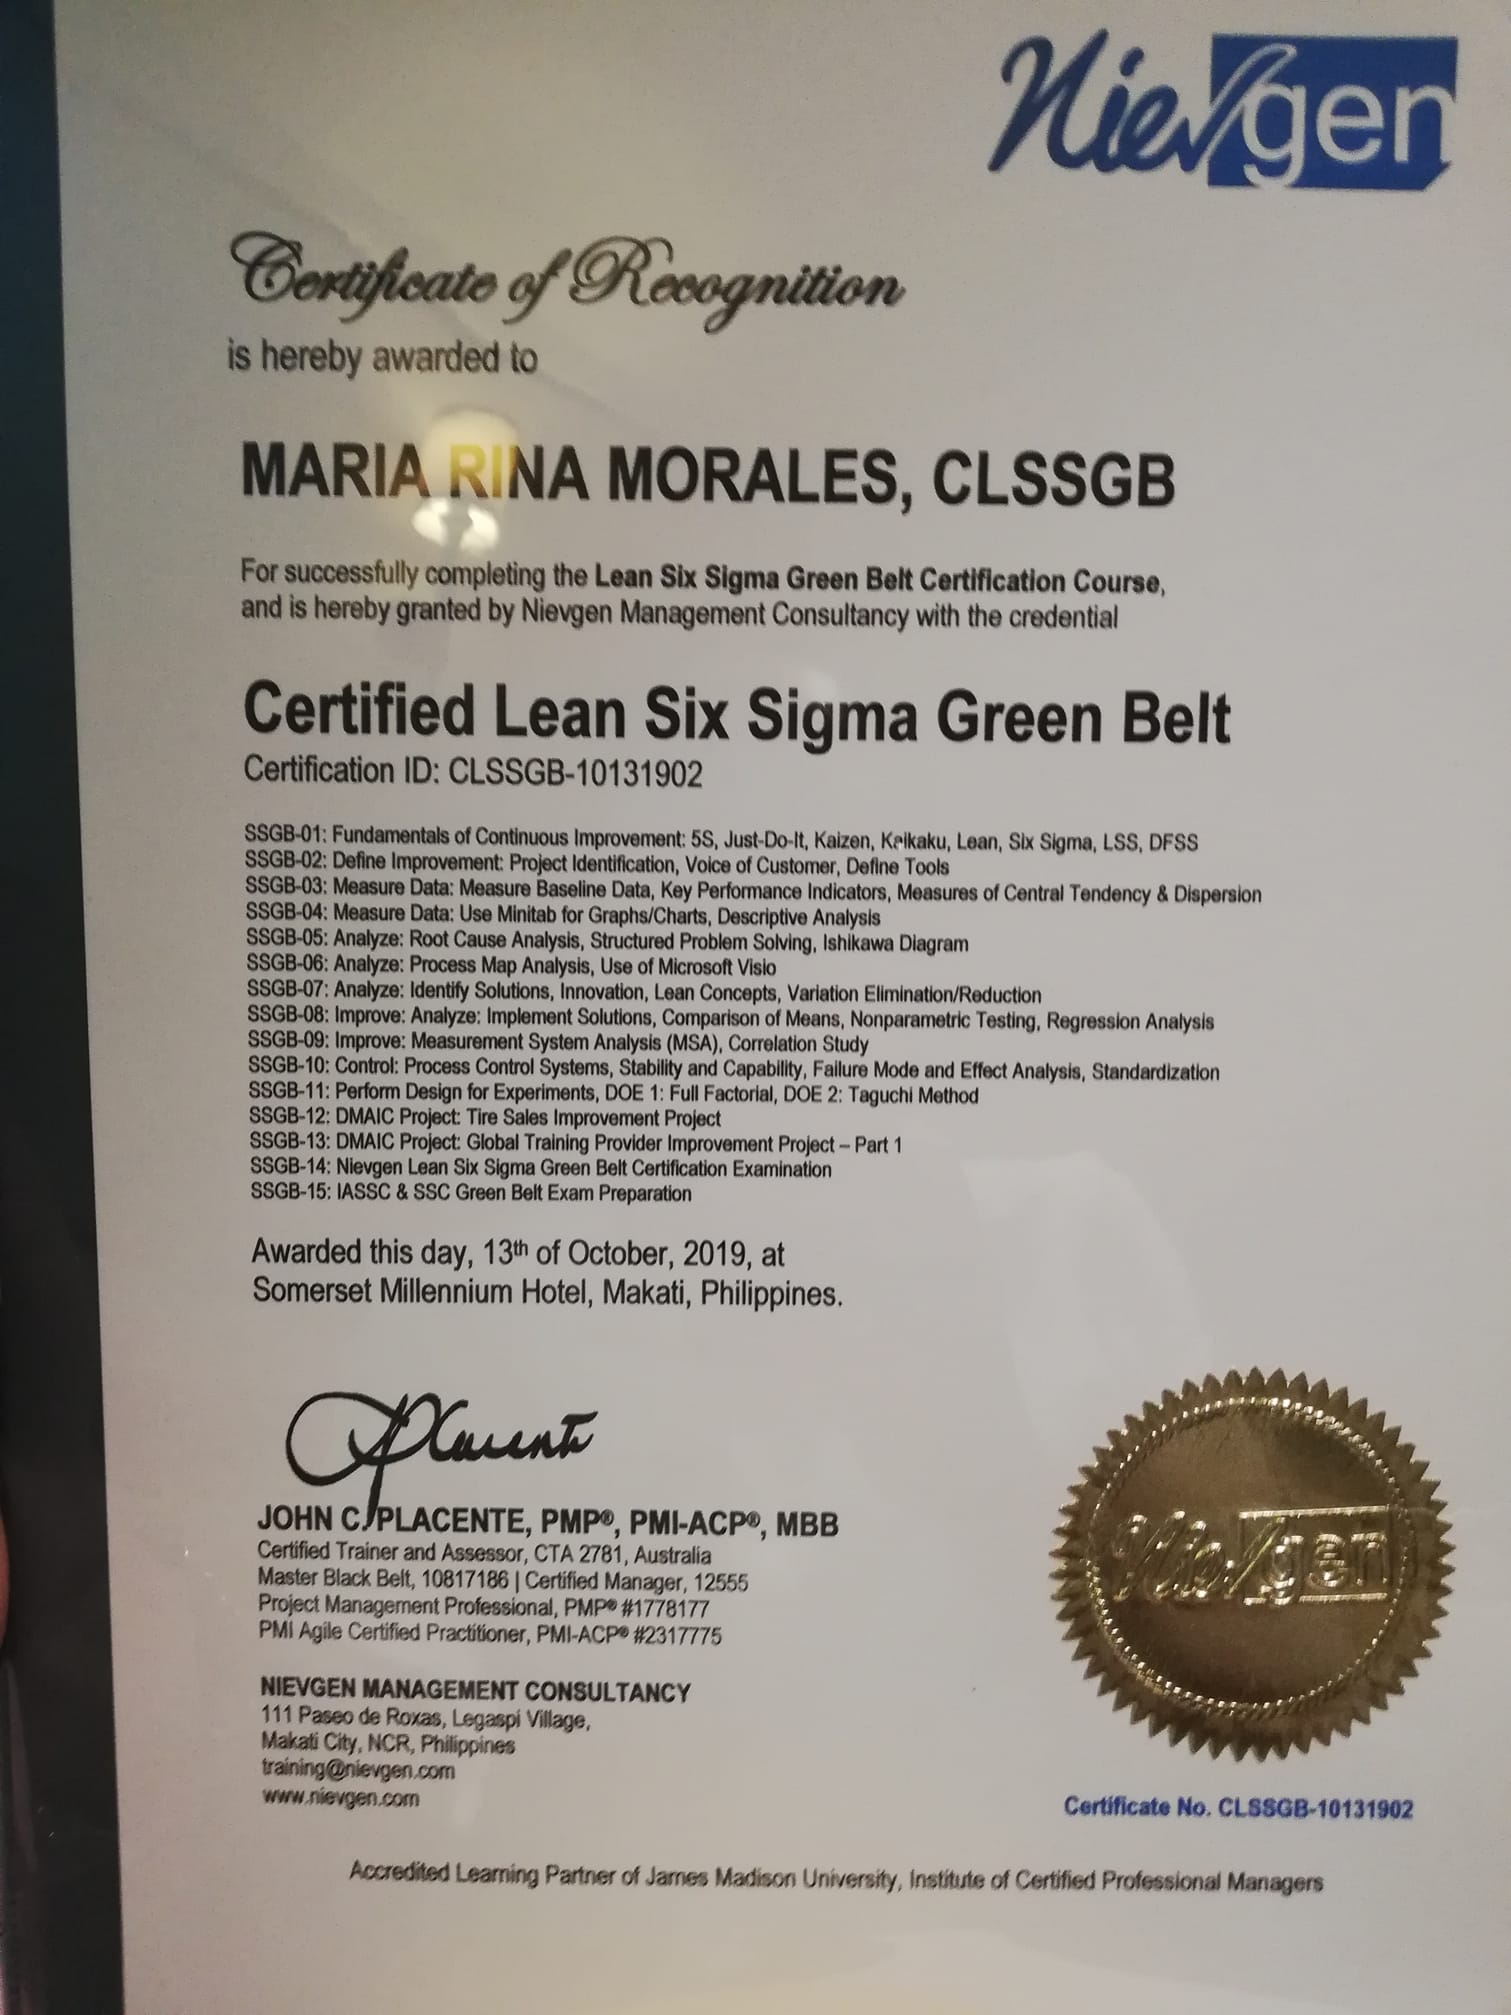 Nievgen
Certificate of Recognition
is hereby awarded to
MARIA RINA MORALES, CLSSGB
For successfully completing the Lean Six Sigma Green Belt Certification Course,
and is hereby granted by Nievgen Management Consultancy with the credential
Certified Lean Six Sigma Green Belt
Certification ID: CLSSGB-10131902
SSGB-01: Fundamentals of Continuous Improvement: 5S, Just-Do-It, Kaizen, Kaikaku, Lean, Six Sigma, LSS, DFSS
SSGB-02: Define Improvement: Project Identification, Voice of Customer, Define Tools
SSGB-03: Measure Data: Measure Baseline Data, Key Performance Indicators, Measures of Central Tendency & Dispersion
SSGB-04: Measure Data: Use Minitab for Graphs/Charts, Descriptive Analysis
SSGB-05: Analyze: Root Cause Analysis, Structured Problem Solving, Ishikawa Diagram
SSGB-06: Analyze: Process Map Analysis, Use of Microsoft Visio
SSGB-07: Analyze: Identify Solutions, Innovation, Lean Concepts, Variation Elimination/Reduction
SSGB-08: Improve: Analyze: Implement Solutions, Comparison of Means, Nonparametric Testing, Regression Analysis
SSGB-09: Improve: Measurement System Analysis (MSA), Correlation Study
SSGB-10: Control: Process Control Systems, Stability and Capability, Failure Mode and Effect Analysis, Standardization
SSGB-11: Perform Design for Experiments, DOE 1: Full Factorial, DOE 2: Taguchi Method
SSGB-12: DMAIC Project: Tire Sales Improvement Project
SSGB-13: DMAIC Project: Global Training Provider Improvement Project – Part 1
SSGB-14: Nievgen Lean Six Sigma Green Belt Certification Examination
SSGB-15: IASSC & SSC Green Belt Exam Preparation
Awarded this day, 13th of October, 2019, at
Somerset Millennium Hotel, Makati, Philippines.
Placente
JOHN C. PLACENTE, PMP®, PMI-ACP®, MBB
Certified Trainer and Assessor, CTA 2781, Australia
Master Black Belt, 10817186 | Certified Manager, 12555
Project Management Professional, PMP® #1778177
PMI Agile Certified Practitioner, PMI-ACP® #2317775
NIEVGEN MANAGEMENT CONSULTANCY
111 Paseo de Roxas, Legaspi Village,
Makati City, NCR, Philippines
training@nievgen.com
www.nievgen.com
Nievgen
Certificate No. CLSSGB-10131902
Accredited Learning Partner of James Madison University, Institute of Certified Professional Managers